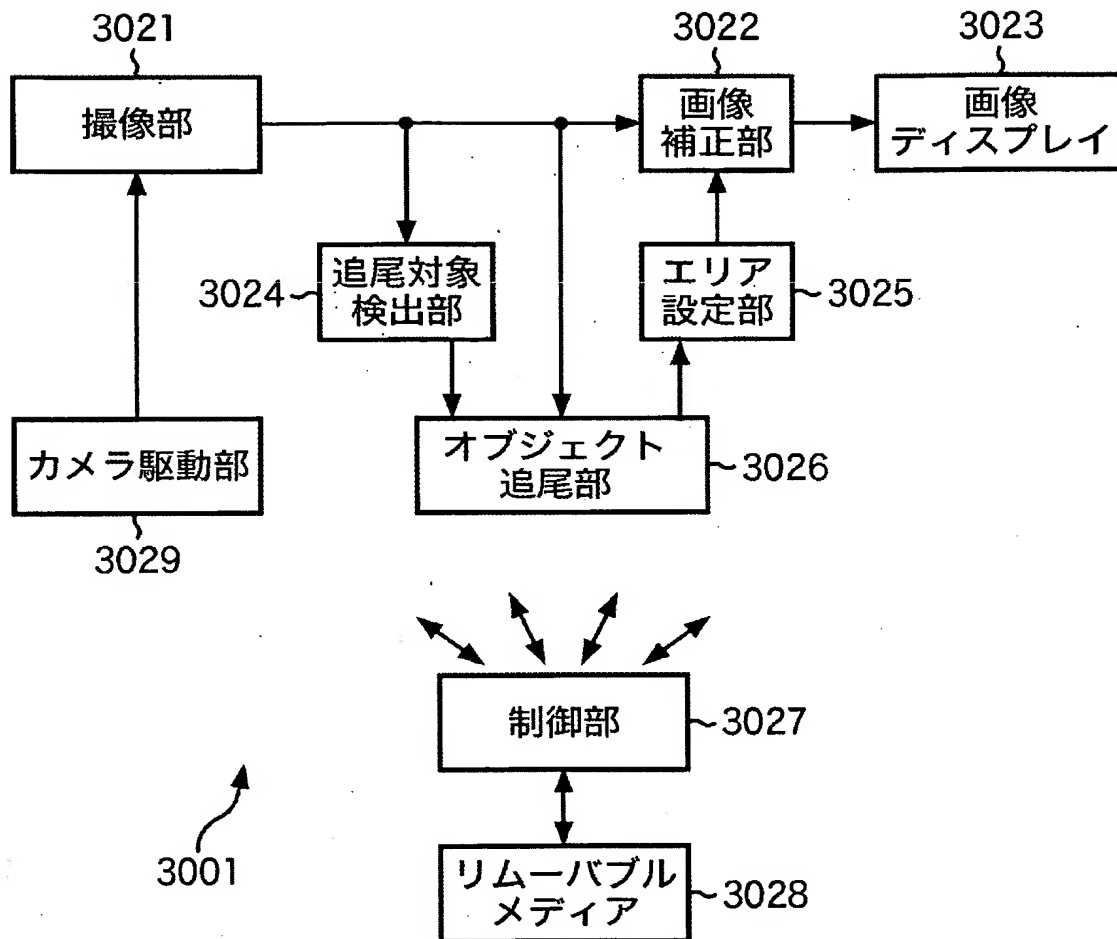 3021
3022
3023
撮像部
画像
補正部
画像
ディスプレイ
3024
追尾対象
検出部
エリア
設定部
3025
カメラ駆動部
オブジェクト
追尾部
3026
3029
制御部
3027
3001
リムーバブル
メディア
3028